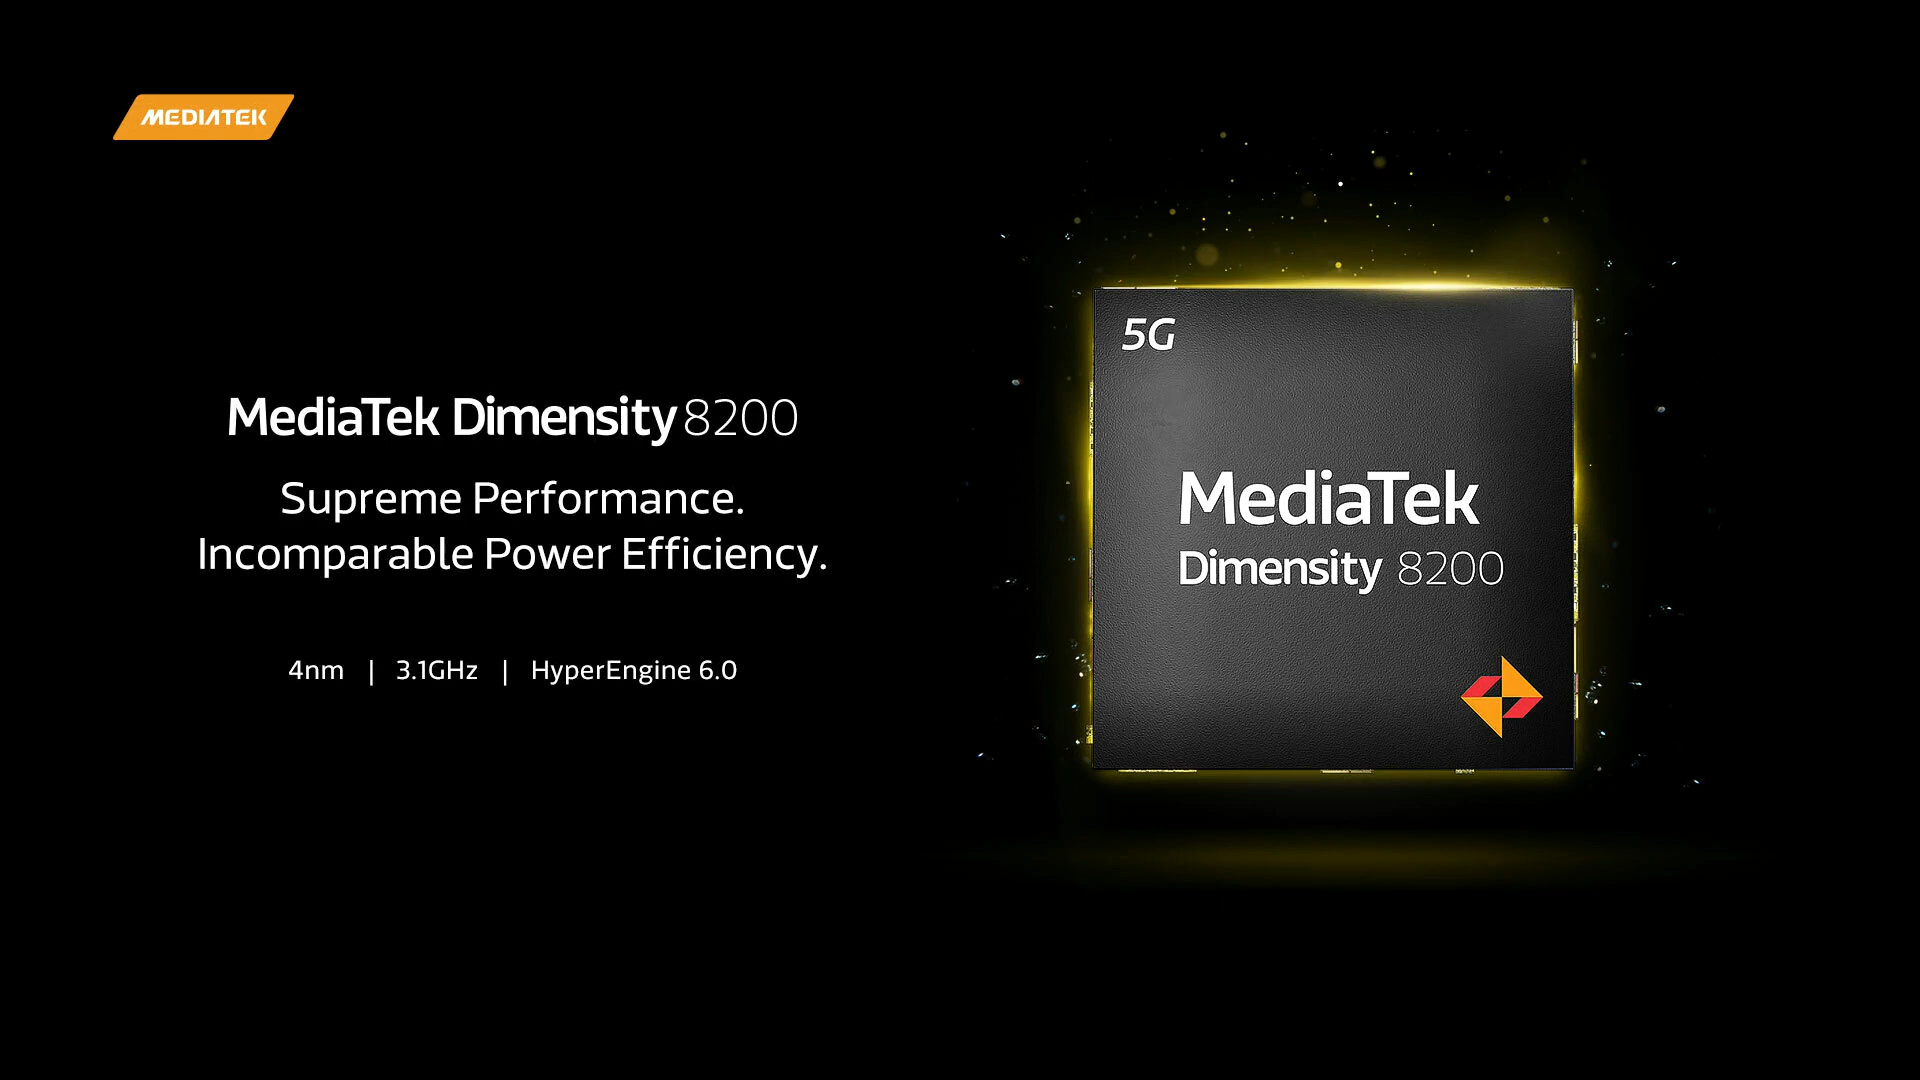 MEDIATEK
MediaTek Dimensity 8200
Supreme Performance.
Incomparable Power Efficiency.
4nm | 3.1GHz | HyperEngine 6.0
5G
MediaTek
Dimensity 8200